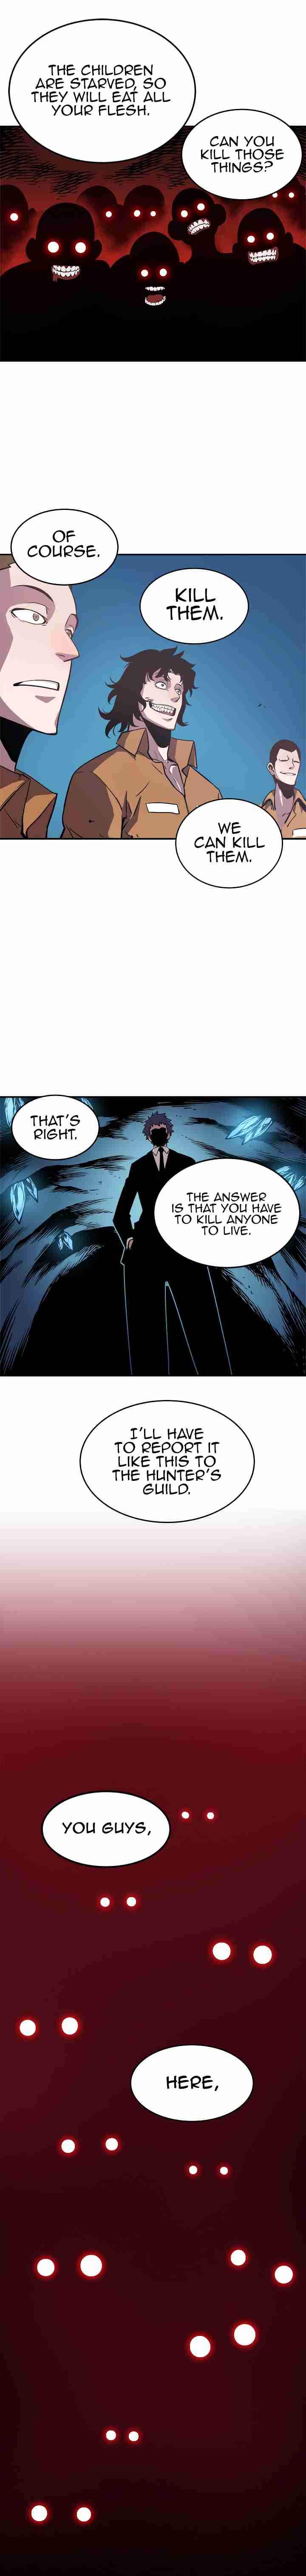 THE CHILDREN
ARE STARVED, SO
THEY WILL EAT ALL
YOUR FLESH.
CAN YOU
KILL THOSE
THINGS?
OF
COURSE.
KILL
THEM.
WE
CAN KILL
THEM.
THAT'S
RIGHT.
THE ANSWER
IS THAT YOU HAVE
TO KILL ANYONE
TO LIVE.
I'LL HAVE
TO REPORT IT
LIKE THIS TO
THE HUNTER'S
GUILD.
YOU GUYS,
HERE,